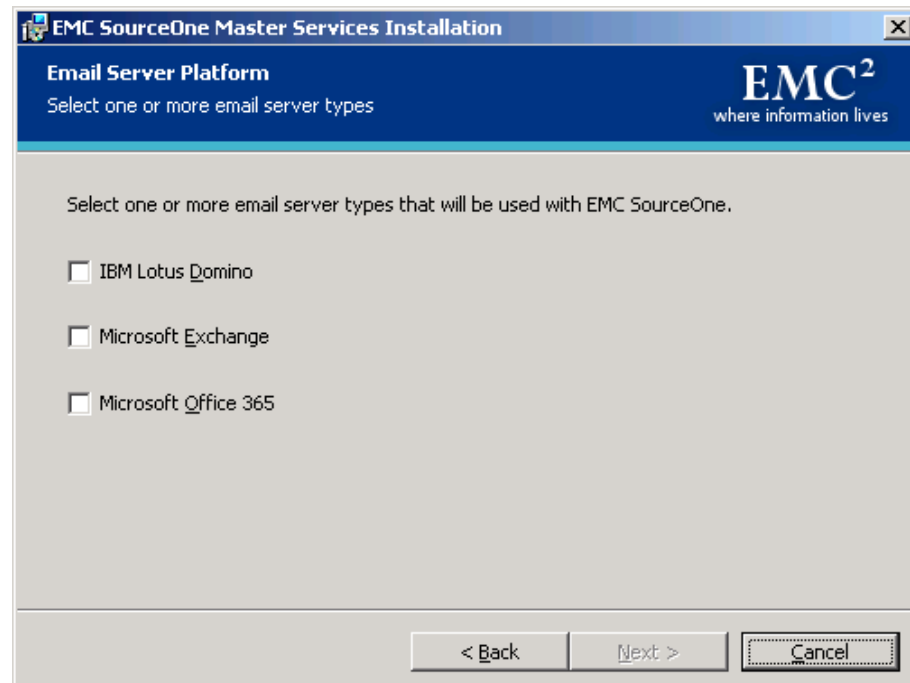 EMC SourceOne Master Services Installation
Email Server Platform
Select one or more email server types
EMC²
where information lives
Select one or more email server types that will be used with EMC SourceOne.
IBM Lotus Domino
Microsoft Exchange
Microsoft Office 365
< Back
Next >
Cancel